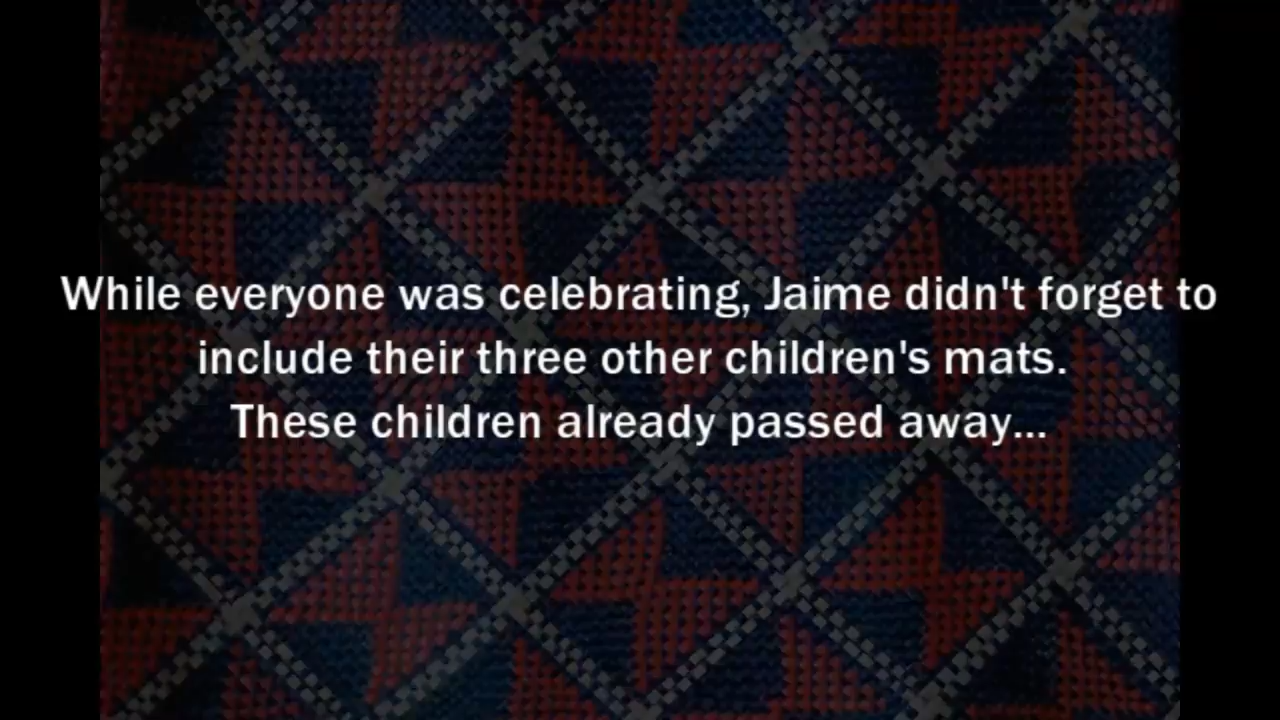 While everyone was celebrating, Jaime didn't forget to
include their three other children's mats.
These children already passed away...